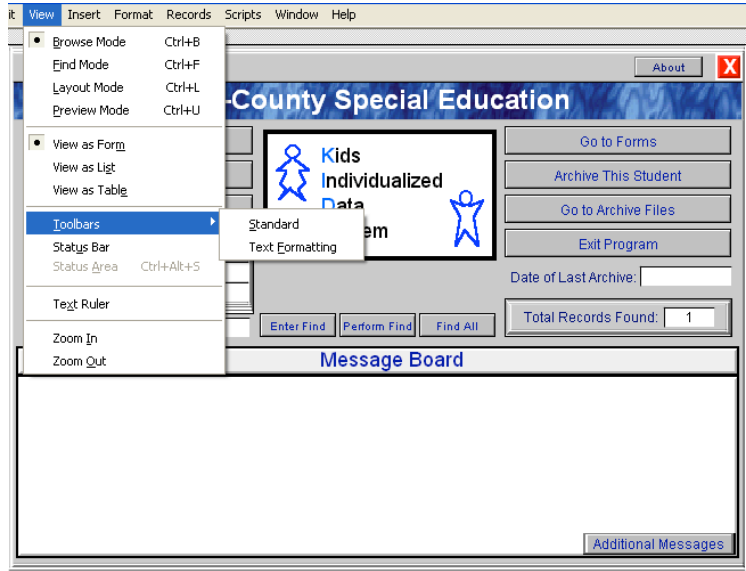 it View Insert Format Records Scripts Window Help
Browse Mode Ctrl+B
Find Mode Ctrl+F
Layout Mode Ctrl+L
Preview Mode Ctrl+U
View as Form
View as List
View as Table
Toolbars
Status Bar
Status Area Ctrl+Alt+S
Text Ruler
Zoom In
Zoom Out
Standard
Text Formatting
About X
-County Special Education
Kids
Individualized
Data
em
Go to Forms
Archive This Student
Go to Archive Files
Exit Program
Date of Last Archive:
Enter Find Perform Find Find All
Total Records Found: 1
Message Board
Additional Messages